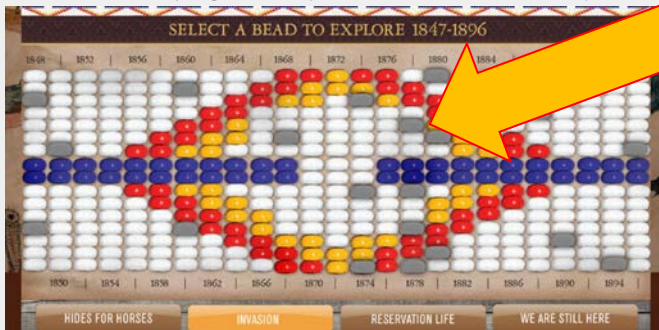 SELECT A BEAD TO EXPLORE 1847-1896
1848 | 1852 | 1856 | 1860 | 1864 | 1868 | 1872 | 1876 | 1880 | 1884
1850 | 1854 | 1858 | 1862 | 1866 | 1870 | 1874 | 1878 | 1882 | 1886 | 1890 | 1894
HIDES FOR HORSES INVASION RESERVATION LIFE WE ARE STILL HERE